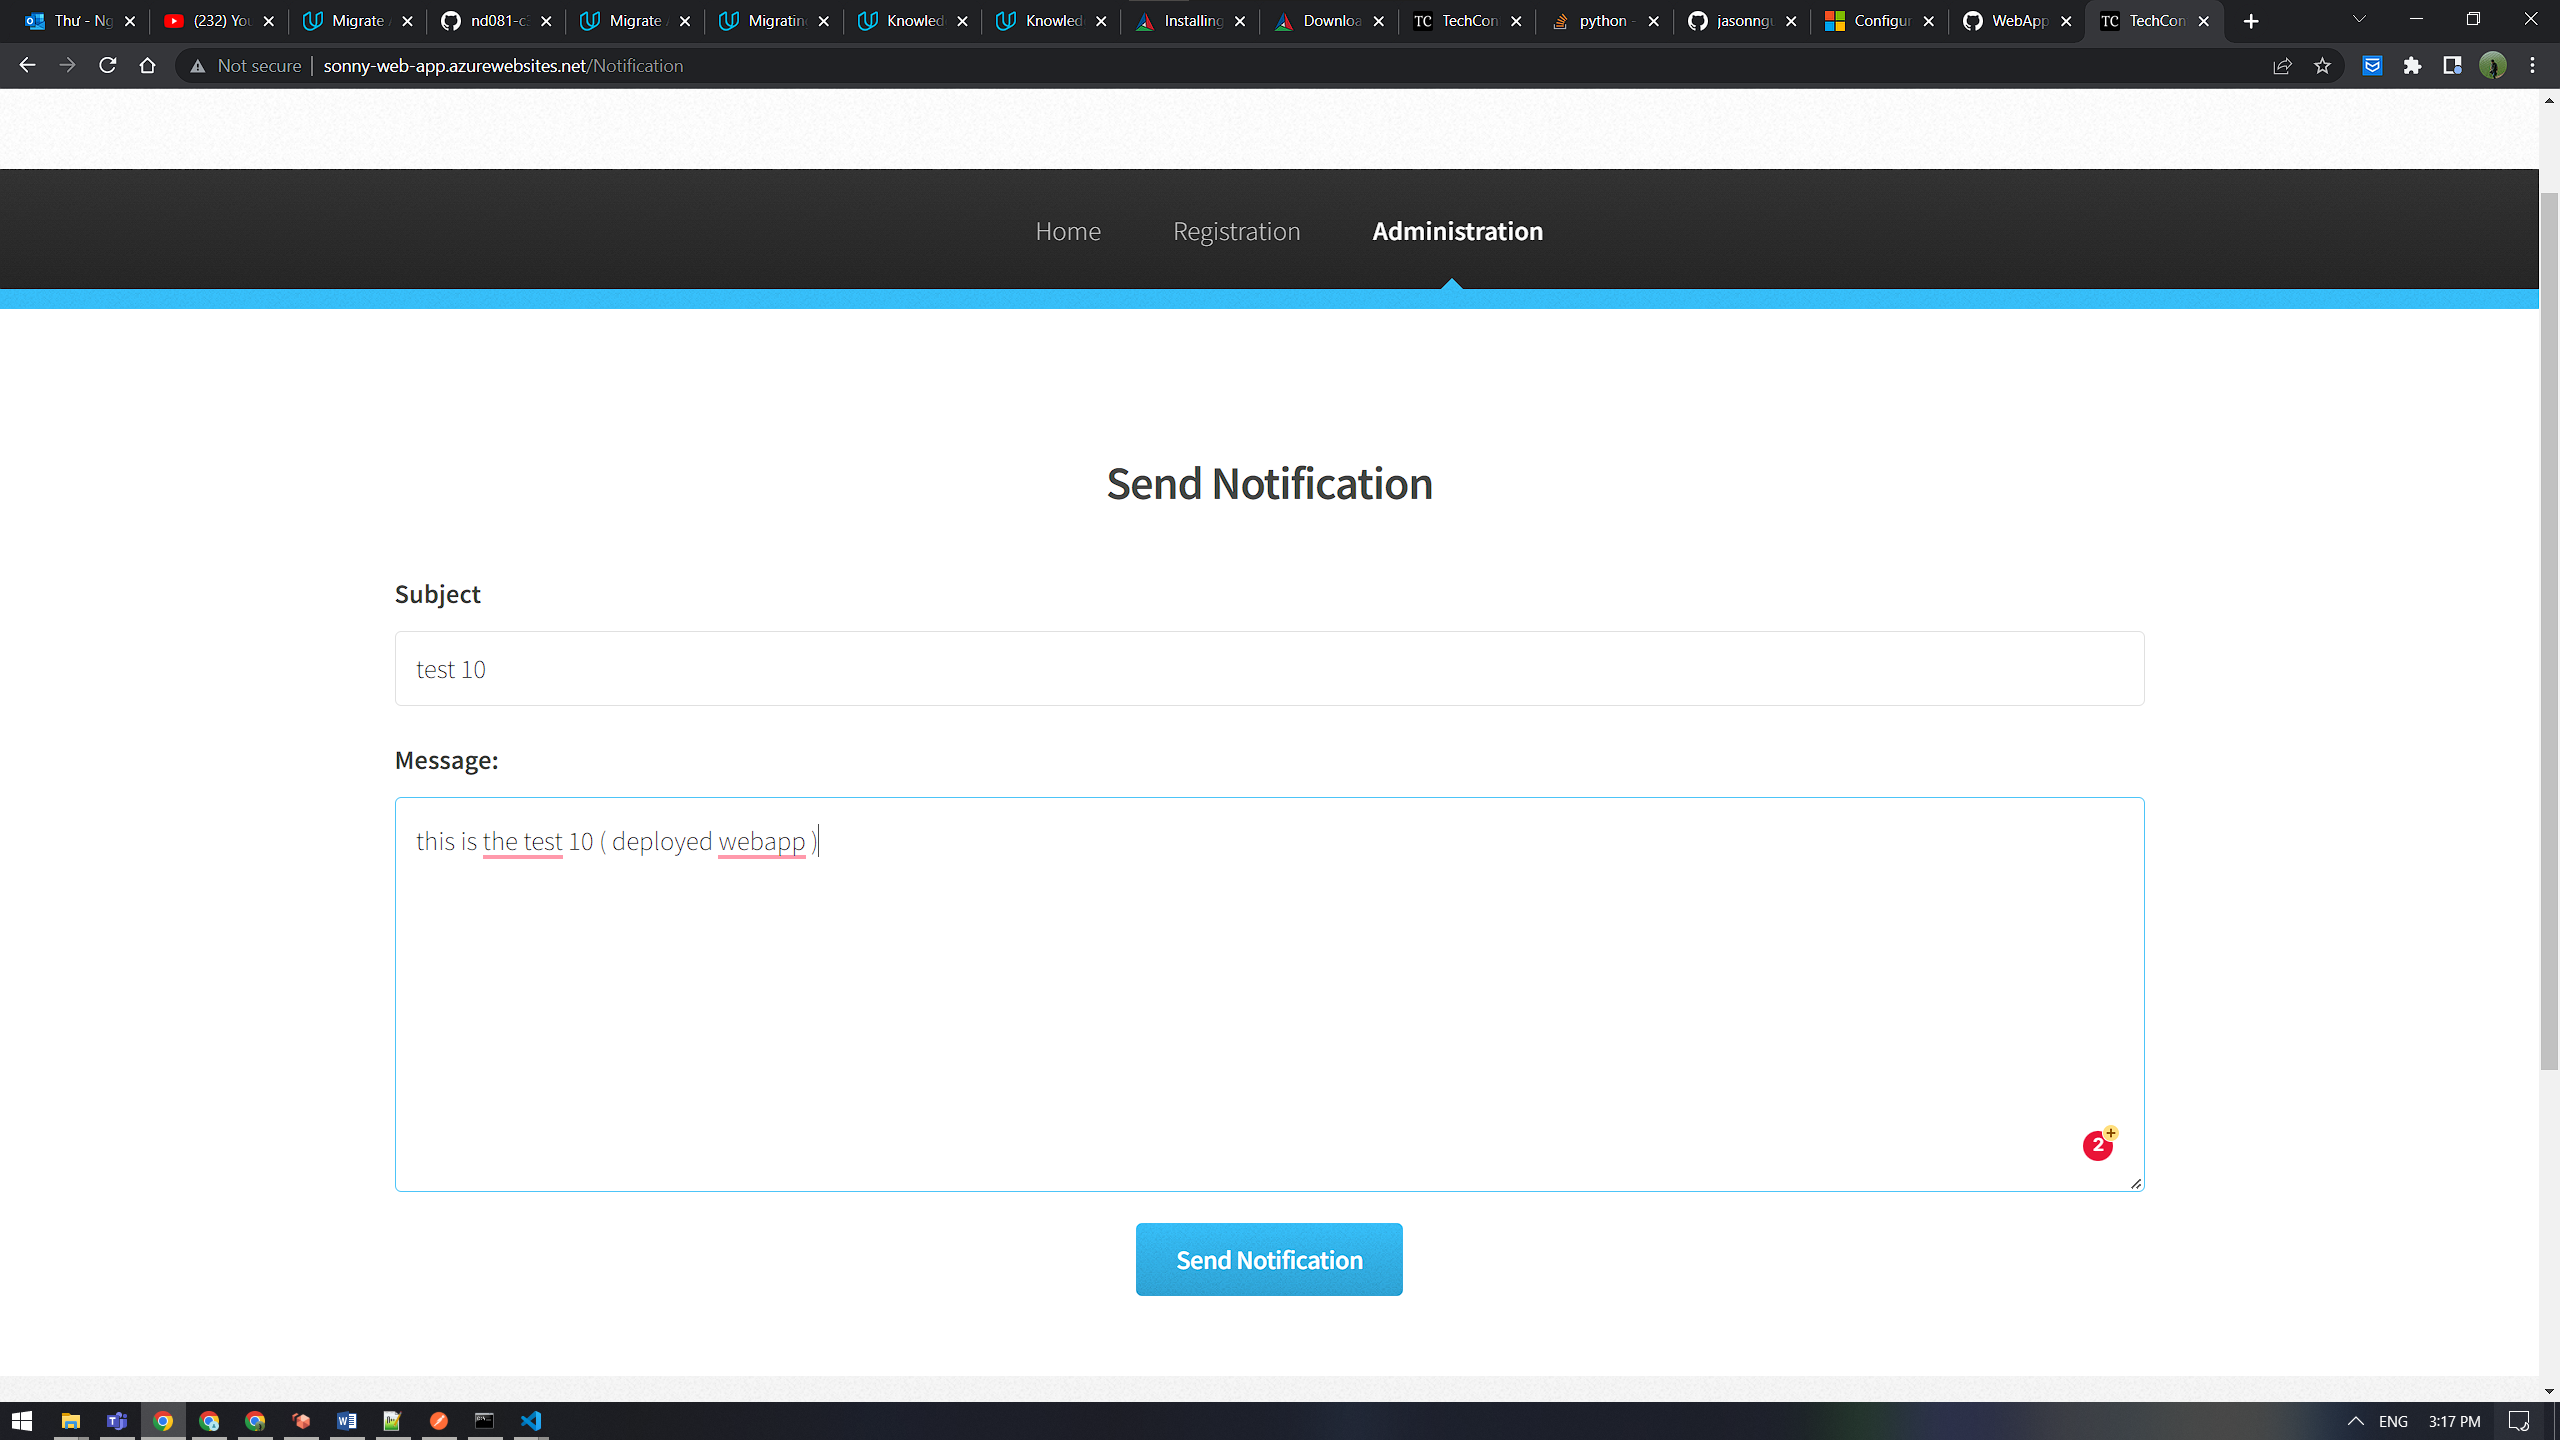 Thư - Ng
(232) You
Migrate
nd081-c
Migrate
Migratin
Knowled
Knowled
Installing
Downloa
TC TechCon
python -
jasonngu
Configur
WebApp
TC TechCon
Not secure | sonny-web-app.azurewebsites.net/Notification
Home Registration Administration
Send Notification
Subject
test 10
Message:
this is the test 10 ( deployed webapp )
2
Send Notification
ENG 3:17 PM